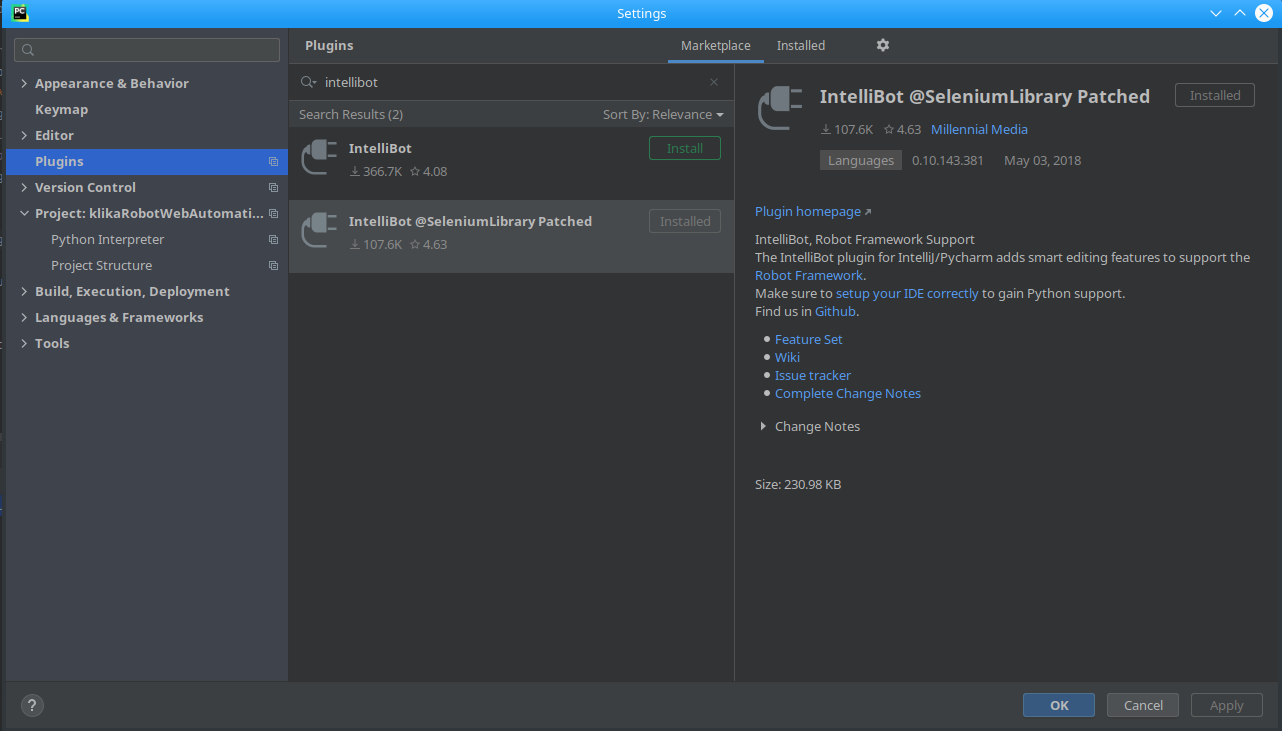 PC
Settings
Appearance & Behavior
Keymap
Editor
Plugins
Version Control
Project: klikaRobotWebAutomati...
Python Interpreter
Project Structure
Build, Execution, Deployment
Languages & Frameworks
Tools
Plugins
Marketplace
Installed
intellibot
Search Results (2)
Sort By: Relevance
IntelliBot
Install
366.7K
4.08
IntelliBot @SeleniumLibrary Patched
Installed
107.6K
4.63
IntelliBot @SeleniumLibrary Patched
Installed
107.6K
4.63
Millennial Media
Languages
0.10.143.381
May 03, 2018
Plugin homepage
IntelliBot, Robot Framework Support
The IntelliBot plugin for IntelliJ/Pycharm adds smart editing features to support the
Robot Framework.
Make sure to setup your IDE correctly to gain Python support.
Find us in Github.
Feature Set
Wiki
Issue tracker
Complete Change Notes
Change Notes
Size: 230.98 KB
?
OK
Cancel
Apply